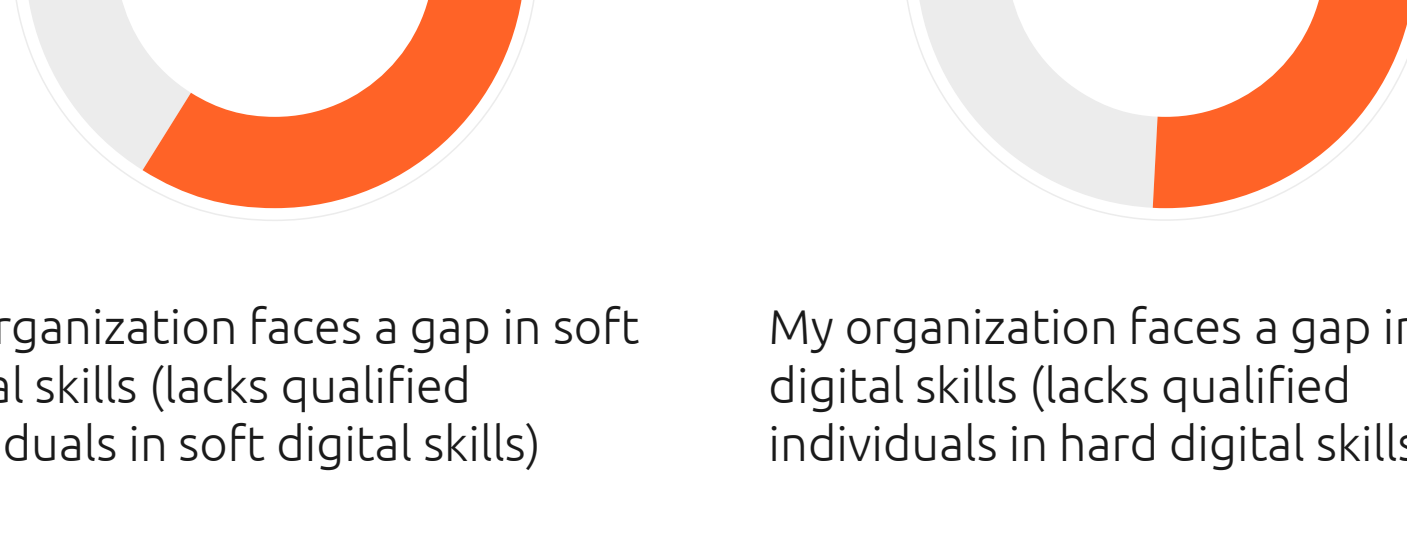 rganization faces a gap in soft
al skills (lacks qualified
duals in soft digital skills)
My organization faces a gap in
digital skills (lacks qualified
individuals in hard digital skills